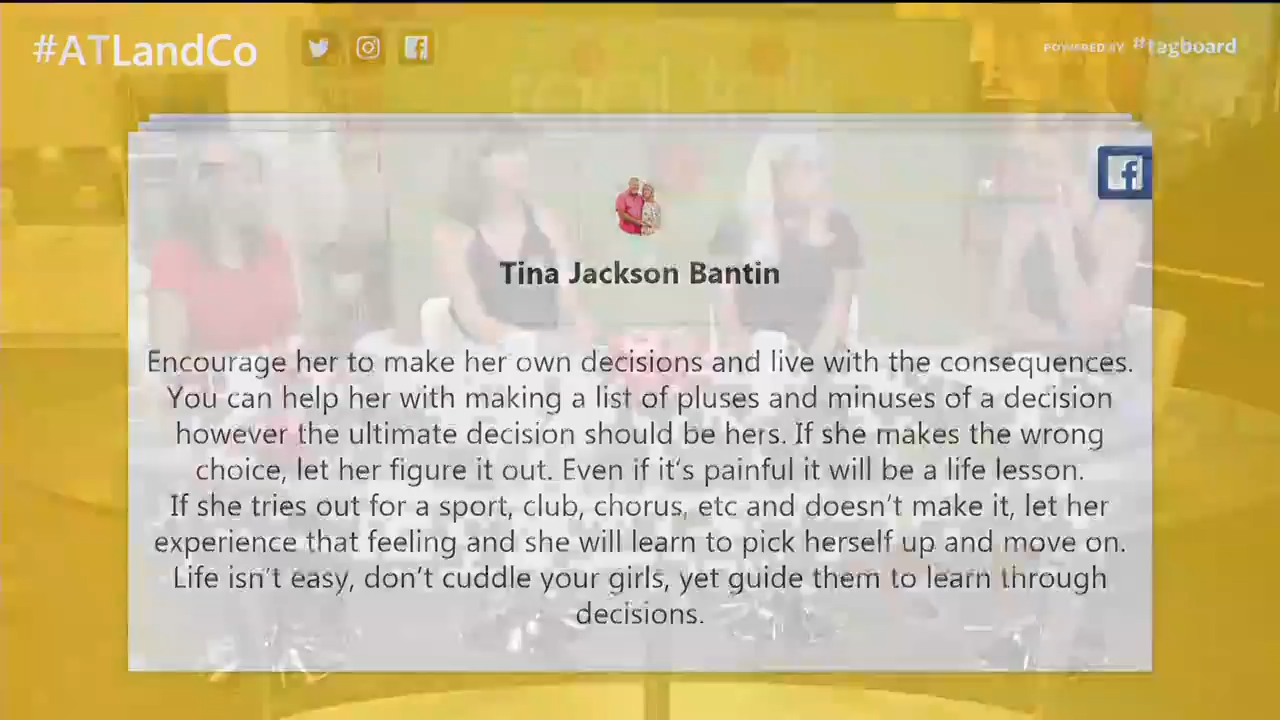 #ATLandCo
POWERED BY #tagboard
Tina Jackson Bantin
Encourage her to make her own decisions and live with the consequences.
You can help her with making a list of pluses and minuses of a decision
however the ultimate decision should be hers. If she makes the wrong
choice, let her figure it out. Even if it's painful it will be a life lesson.
If she tries out for a sport, club, chorus, etc and doesn't make it, let her
experience that feeling and she will learn to pick herself up and move on.
Life isn't easy, don't cuddle your girls, yet guide them to learn through
decisions.